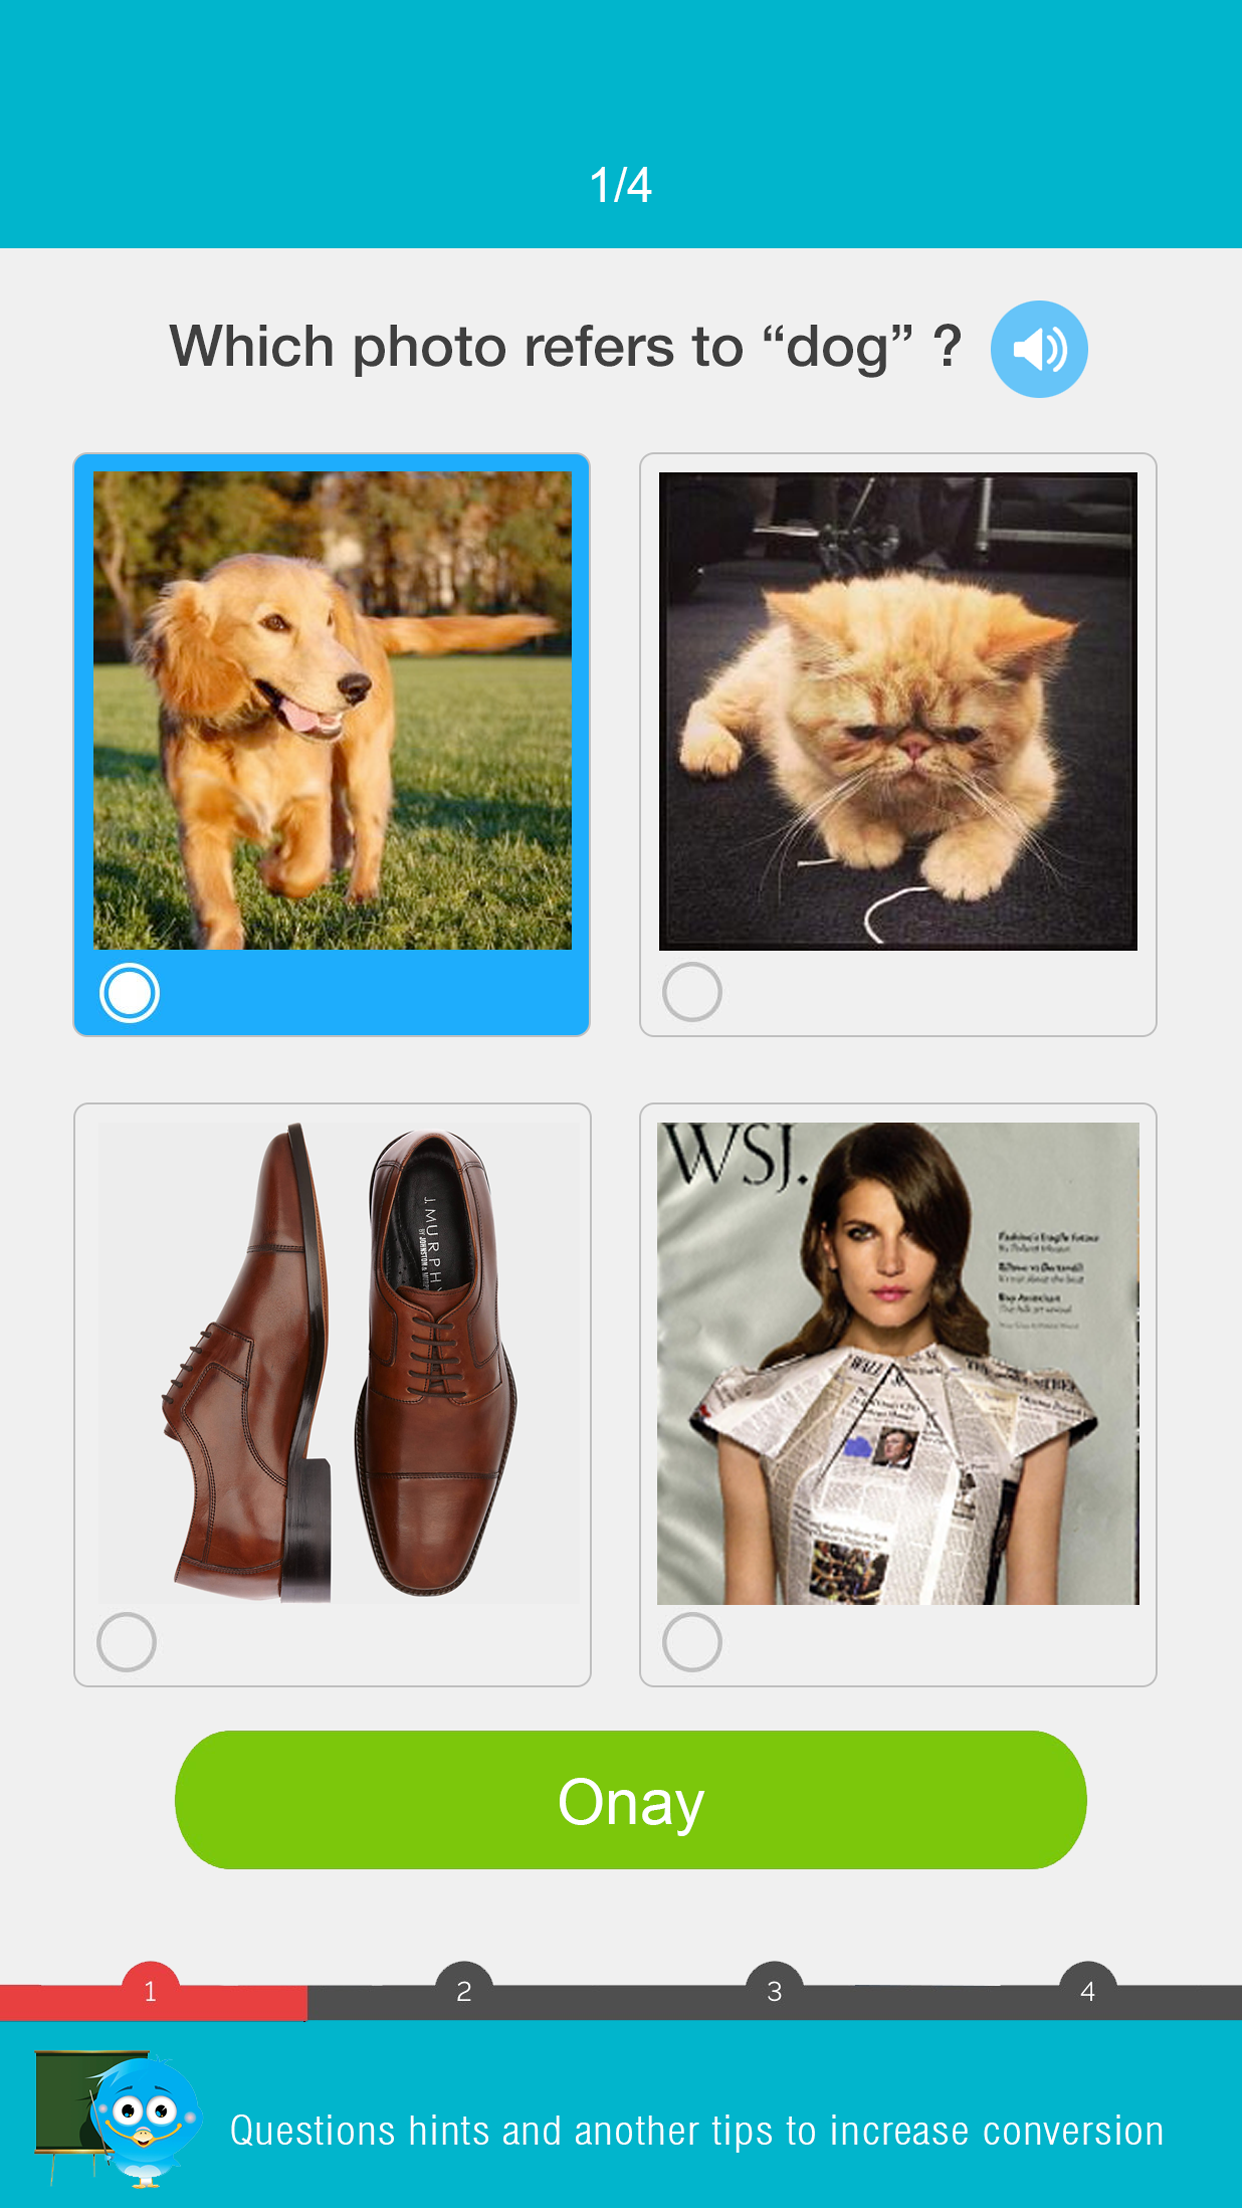 1/4
Which photo refers to “dog” ?
J.MURPHY
WSJ.
Onay
1
2
3
4
Questions hints and another tips to increase conversion